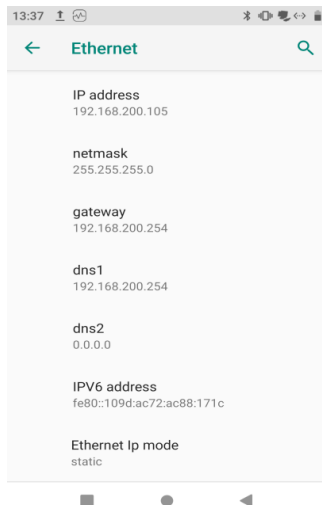 13:37
Ethernet
IP address
192.168.200.105
netmask
255.255.255.0
gateway
192.168.200.254
dns1
192.168.200.254
dns2
0.0.0.0
IPV6 address
fe80::109d:ac72:ac88:171c
Ethernet Ip mode
static